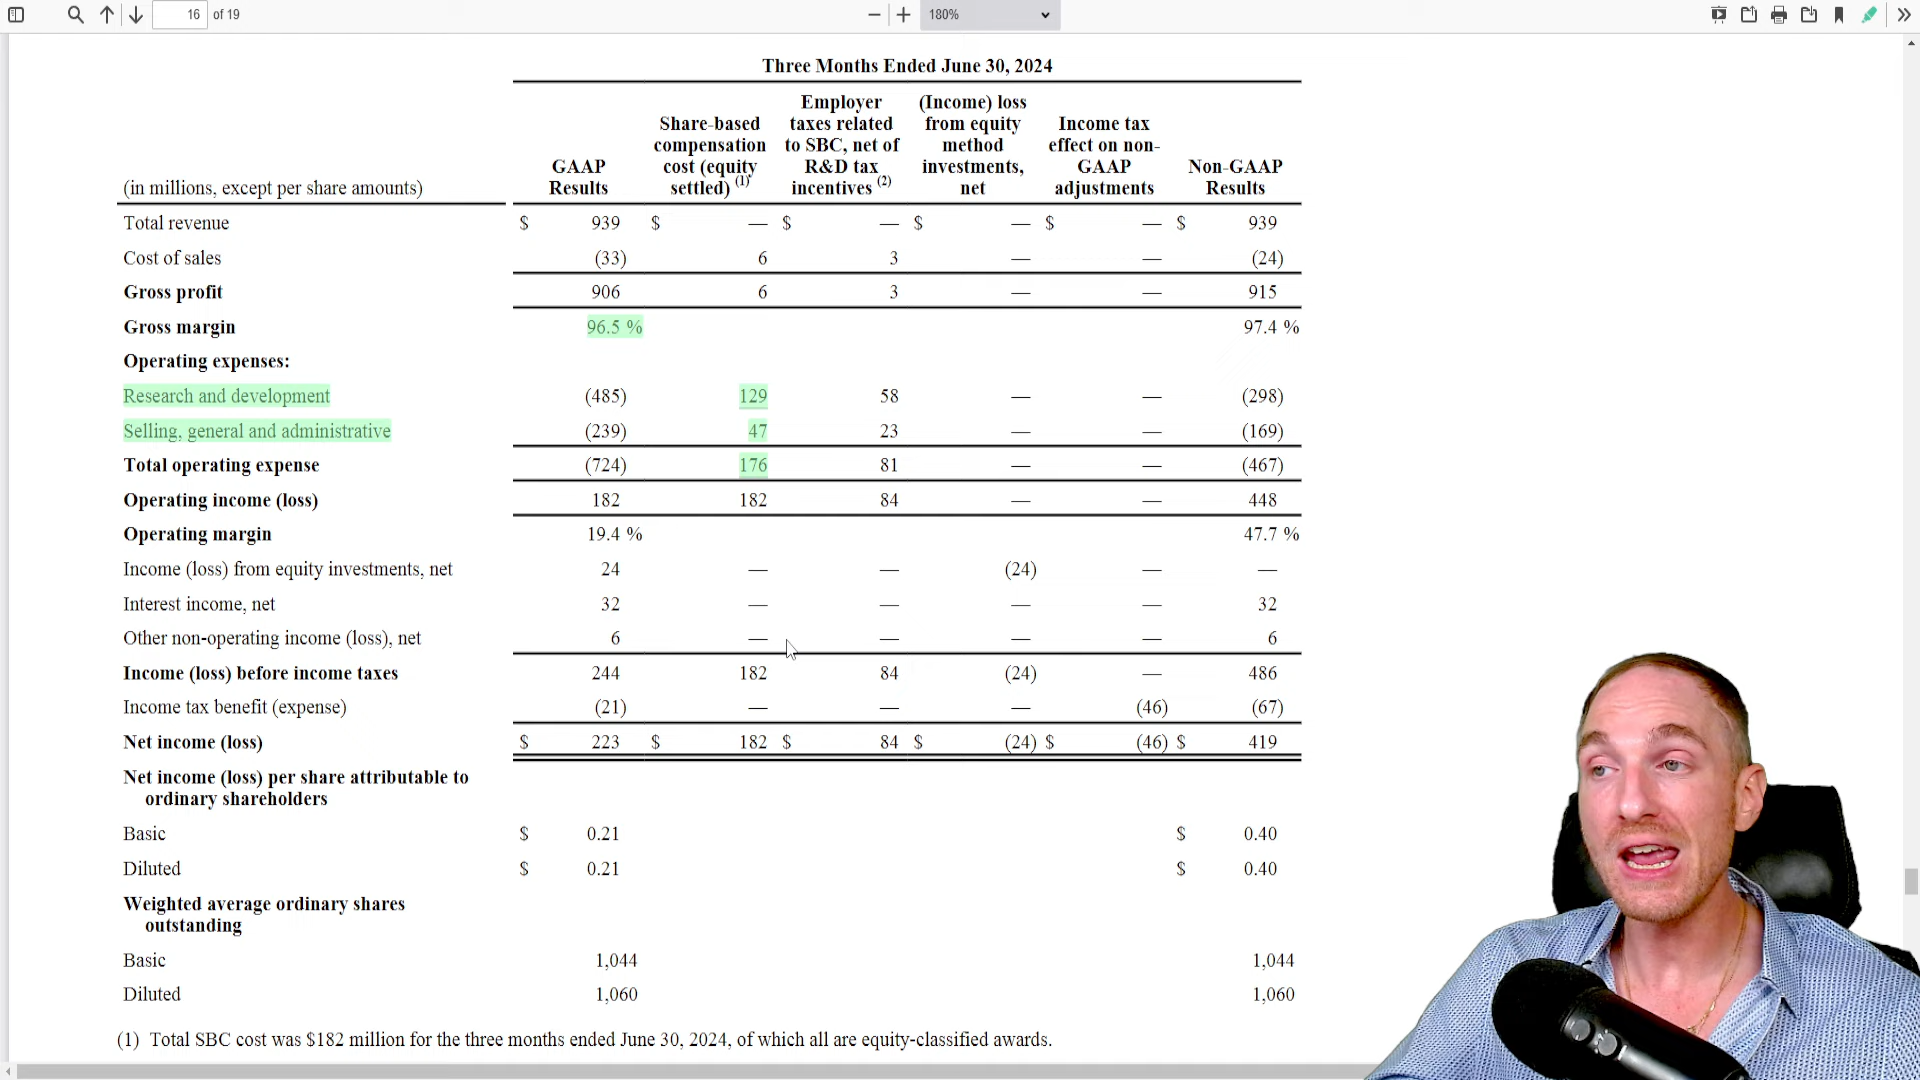 16 of 19 180%
Three Months Ended June 30, 2024
(in millions, except per share amounts) GAAP Results Share-based compensation cost (equity settled) (1) Employer taxes related to SBC, net of R&D tax incentives (2) (Income) loss from equity method investments, net Income tax effect on non-GAAP adjustments Non-GAAP Results
Total revenue $ 939 $ — $ — $ — $ — $ 939
Cost of sales (33) 6 3 — — (24)
Gross profit 906 6 3 — — 915
Gross margin 96.5 % 97.4 %
Operating expenses:
Research and development (485) 129 58 — — (298)
Selling, general and administrative (239) 47 23 — — (169)
Total operating expense (724) 176 81 — — (467)
Operating income (loss) 182 182 84 — — 448
Operating margin 19.4 % 47.7 %
Income (loss) from equity investments, net 24 — — (24) — —
Interest income, net 32 — — — — 32
Other non-operating income (loss), net 6 — — — — 6
Income (loss) before income taxes 244 182 84 (24) — 486
Income tax benefit (expense) (21) — — — (46) (67)
Net income (loss) $ 223 $ 182 $ 84 $ (24) $ (46) $ 419
Net income (loss) per share attributable to
ordinary shareholders
Basic $ 0.21 $ 0.40
Diluted $ 0.21 $ 0.40
Weighted average ordinary shares
outstanding
Basic 1,044 1,044
Diluted 1,060 1,060
(1) Total SBC cost was $182 million for the three months ended June 30, 2024, of which all are equity-classified awards.